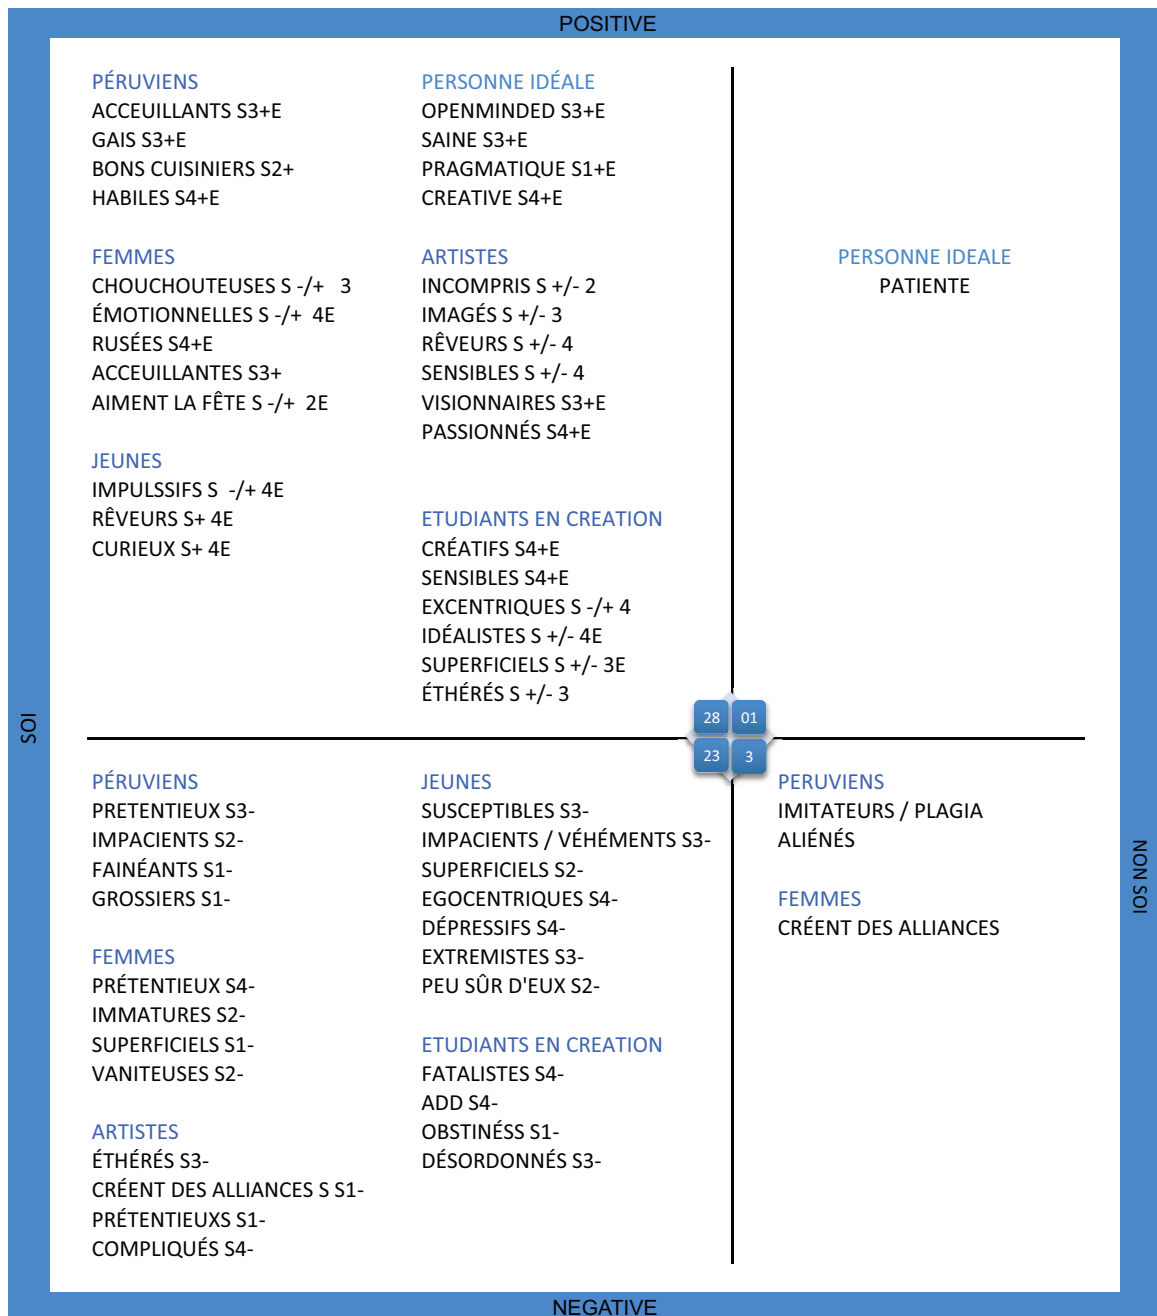 POSITIVE
PÉRUVIENS
ACCEUILLANTS S3+E
GAIS S3+E
BONS CUISINIERS S2+
HABILES S4+E
FEMMES
CHOUCHOUTEUSES S -/+ 3
ÉMOTIONNELLES S -/+ 4E
RUSÉES S4+E
ACCEUILLANTES S3+
AIMENT LA FÊTE S -/+ 2E
JEUNES
IMPULSSIFS S -/+ 4E
RÊVEURS S+ 4E
CURIEUX S+ 4E
PERSONNE IDÉALE
OPENMINDED S3+E
SAINE S3+E
PRAGMATIQUE S1+E
CREATIVE S4+E
ARTISTES
INCOMPRIS S +/- 2
IMAGÉS S +/- 3
RÊVEURS S +/- 4
SENSIBLES S +/- 4
VISIONNAIRES S3+E
PASSIONNÉS S4+E
ETUDIANTS EN CREATION
CRÉATIFS S4+E
SENSIBLES S4+E
EXCENTRIQUES S -/+ 4
IDÉALISTES S +/- 4E
SUPERFICIELS S +/- 3E
ÉTHÉRÉS S +/- 3
PERSONNE IDEALE
PATIENTE
SOI
28 01
23 3
PÉRUVIENS
PRETENTIEUX S3-
IMPACIENTS S2-
FAINÉANTS S1-
GROSSIERS S1-
FEMMES
PRÉTENTIEUX S4-
IMMATURES S2-
SUPERFICIELS S1-
VANITEUSES S2-
ARTISTES
ÉTHÉRÉS S3-
CRÉENT DES ALLIANCES S S1-
PRÉTENTIEUXS S1-
COMPLIQUÉS S4-
JEUNES
SUSCEPTIBLES S3-
IMPACIENTS / VÉHÉMENTS S3-
SUPERFICIELS S2-
EGOCENTRIQUES S4-
DÉPRESSIFS S4-
EXTREMISTES S3-
PEU SÛR D'EUX S2-
ETUDIANTS EN CREATION
FATALISTES S4-
ADD S4-
OBSTINÉSS S1-
DÉSORDONNÉS S3-
PERUVIENS
IMITATEURS / PLAGIA
ALIÉNÉS
FEMMES
CRÉENT DES ALLIANCES
NON SOI
NEGATIVE